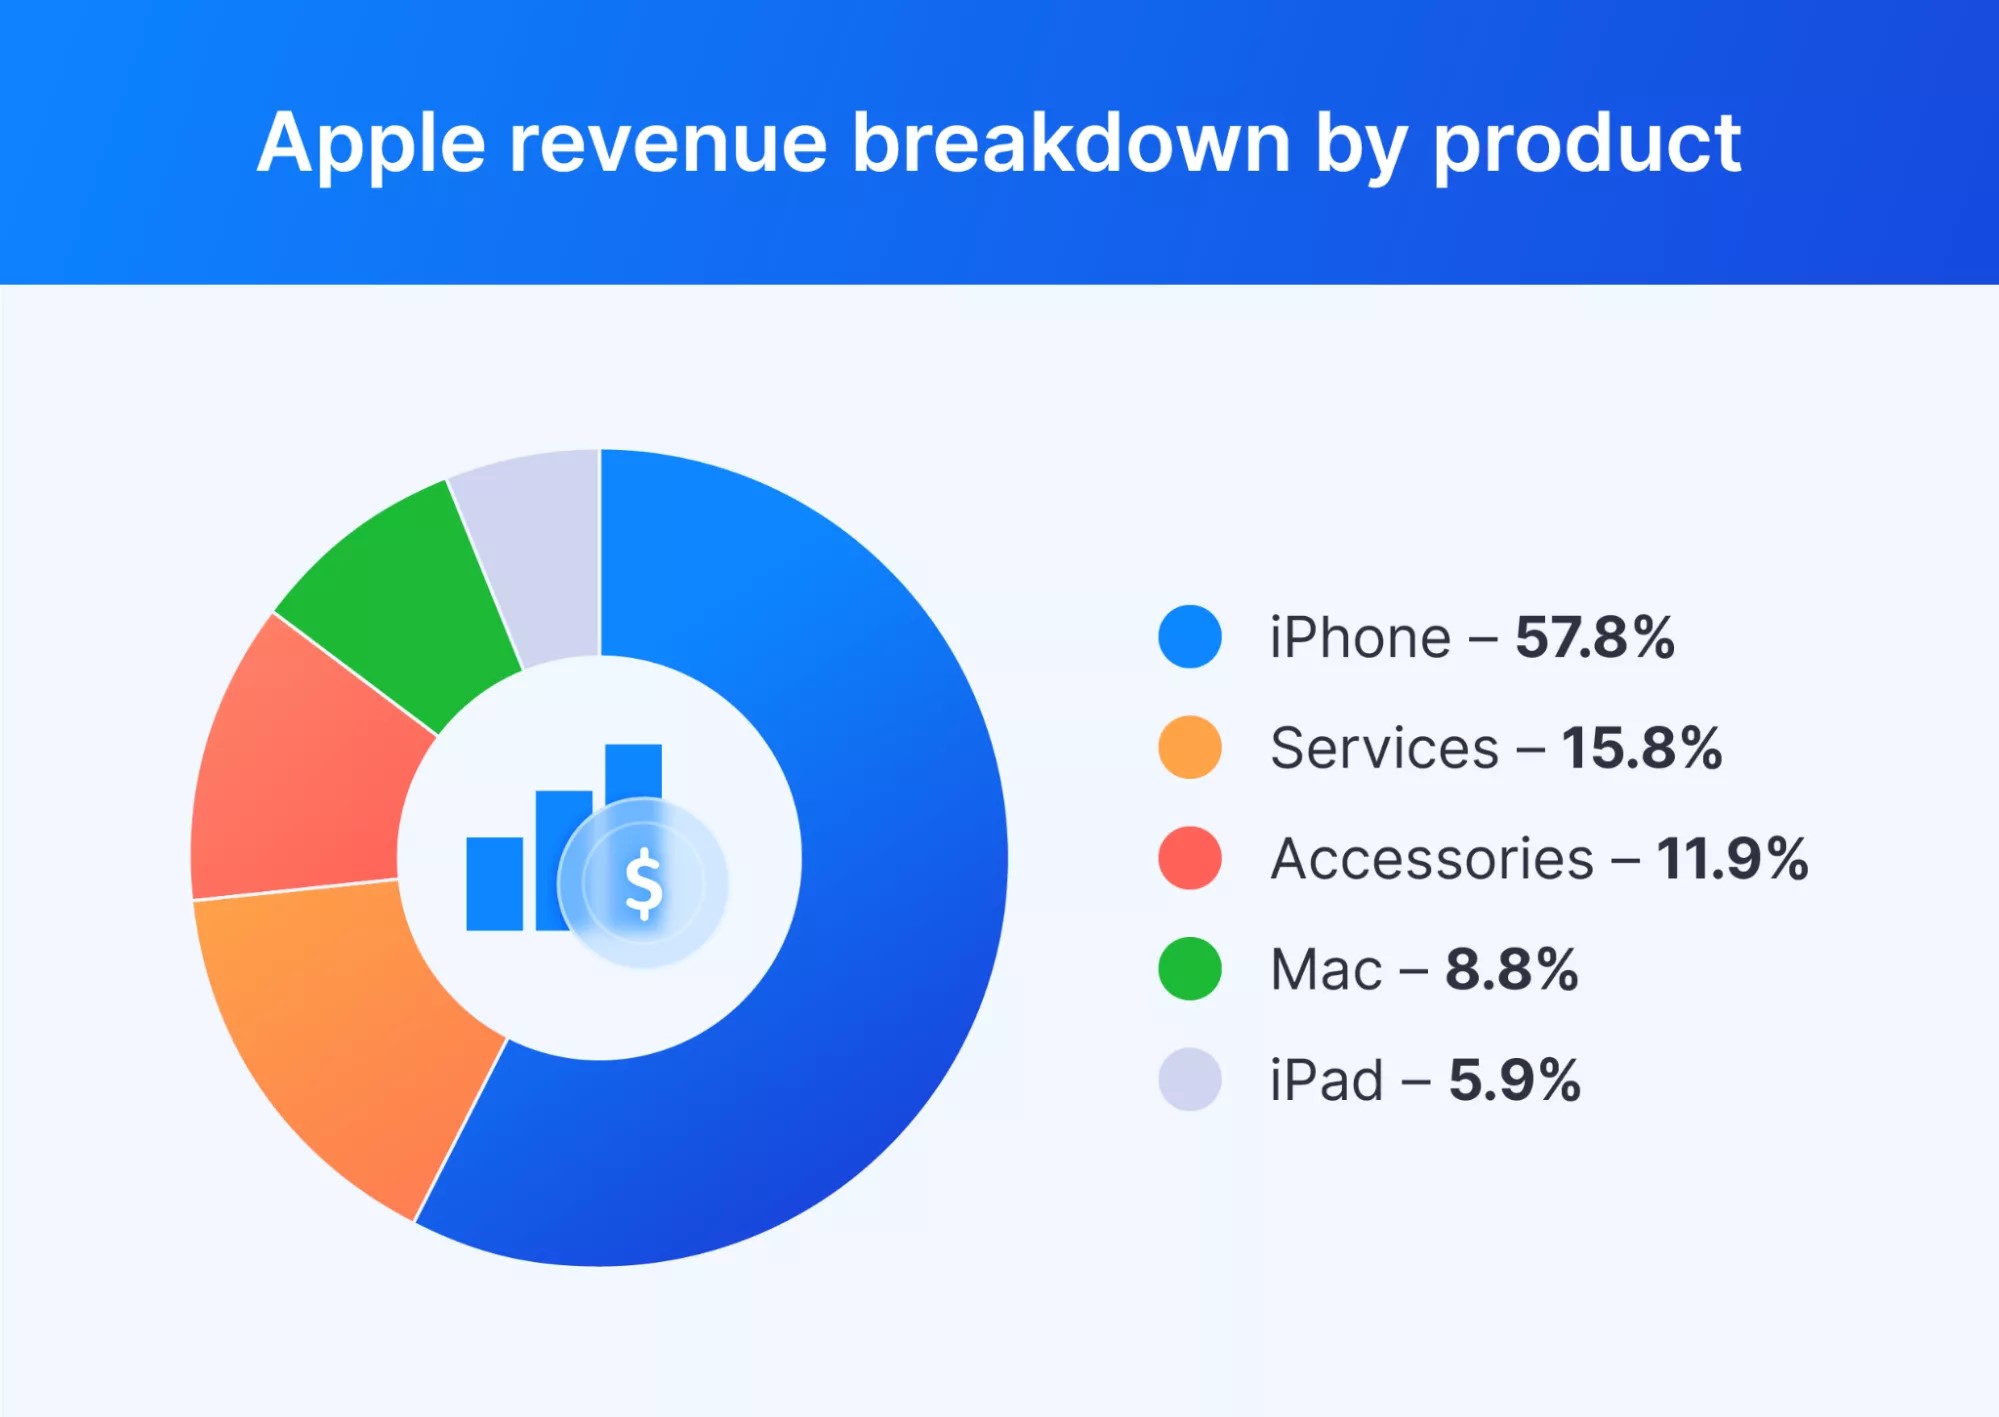 Apple revenue breakdown by product
iPhone – 57.8%
Services – 15.8%
Accessories – 11.9%
Mac – 8.8%
iPad – 5.9%
$